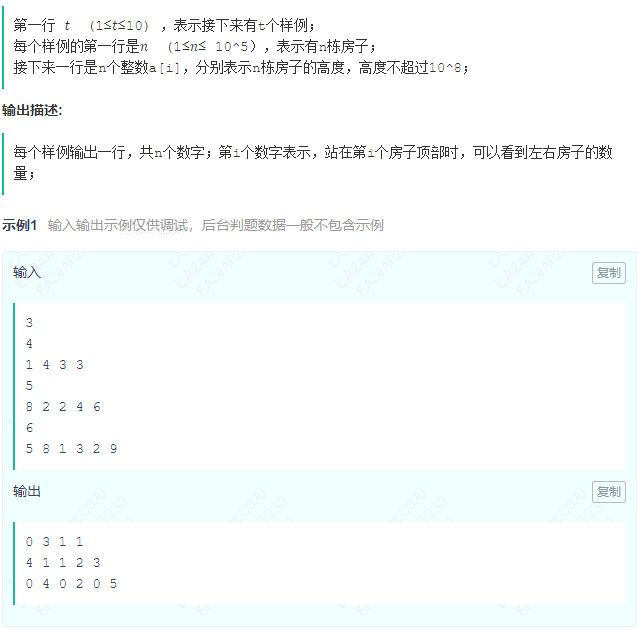 第一行 t （1≤t≤10），表示接下来有t个样例；
每个样例的第一行是n （1≤n≤ 10^5），表示有n栋房子；
接下来一行是n个整数a[i]，分别表示n栋房子的高度，高度不超过10^8；
输出描述:
每个样例输出一行，共n个数字；第i个数字表示，站在第i个房子顶部时，可以看到左右房子的数
量；
示例1 输入输出示例仅供调试，后台判题数据一般不包含示例
输入 复制
3
4
1 4 3 3
5
8 2 2 4 6
6
5 8 1 3 2 9
输出 复制
0 3 1 1
4 1 1 2 3
0 4 0 2 0 5